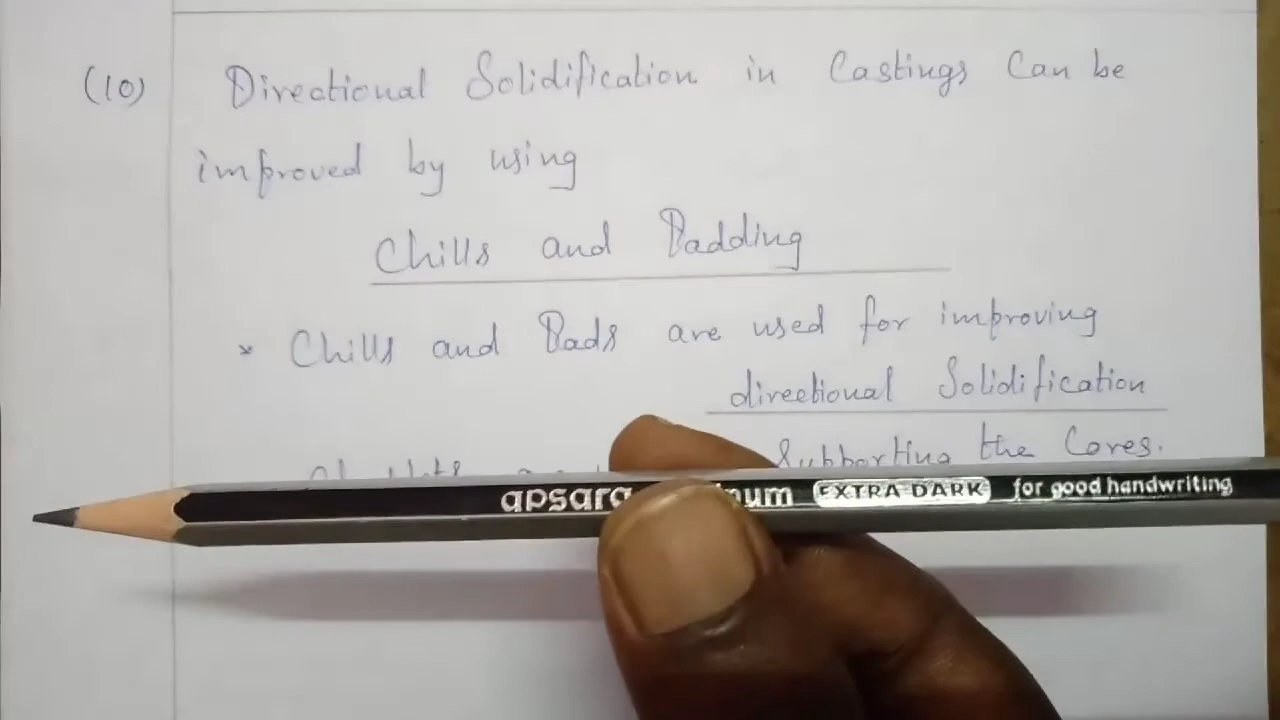 (10) Directional Solidification in Castings Can be
improved by using
Chills and Padding
* Chills and Pads are used for improving
directional Solidification
Supporting the Cores.
apsara EXTRA DARK for good handwriting